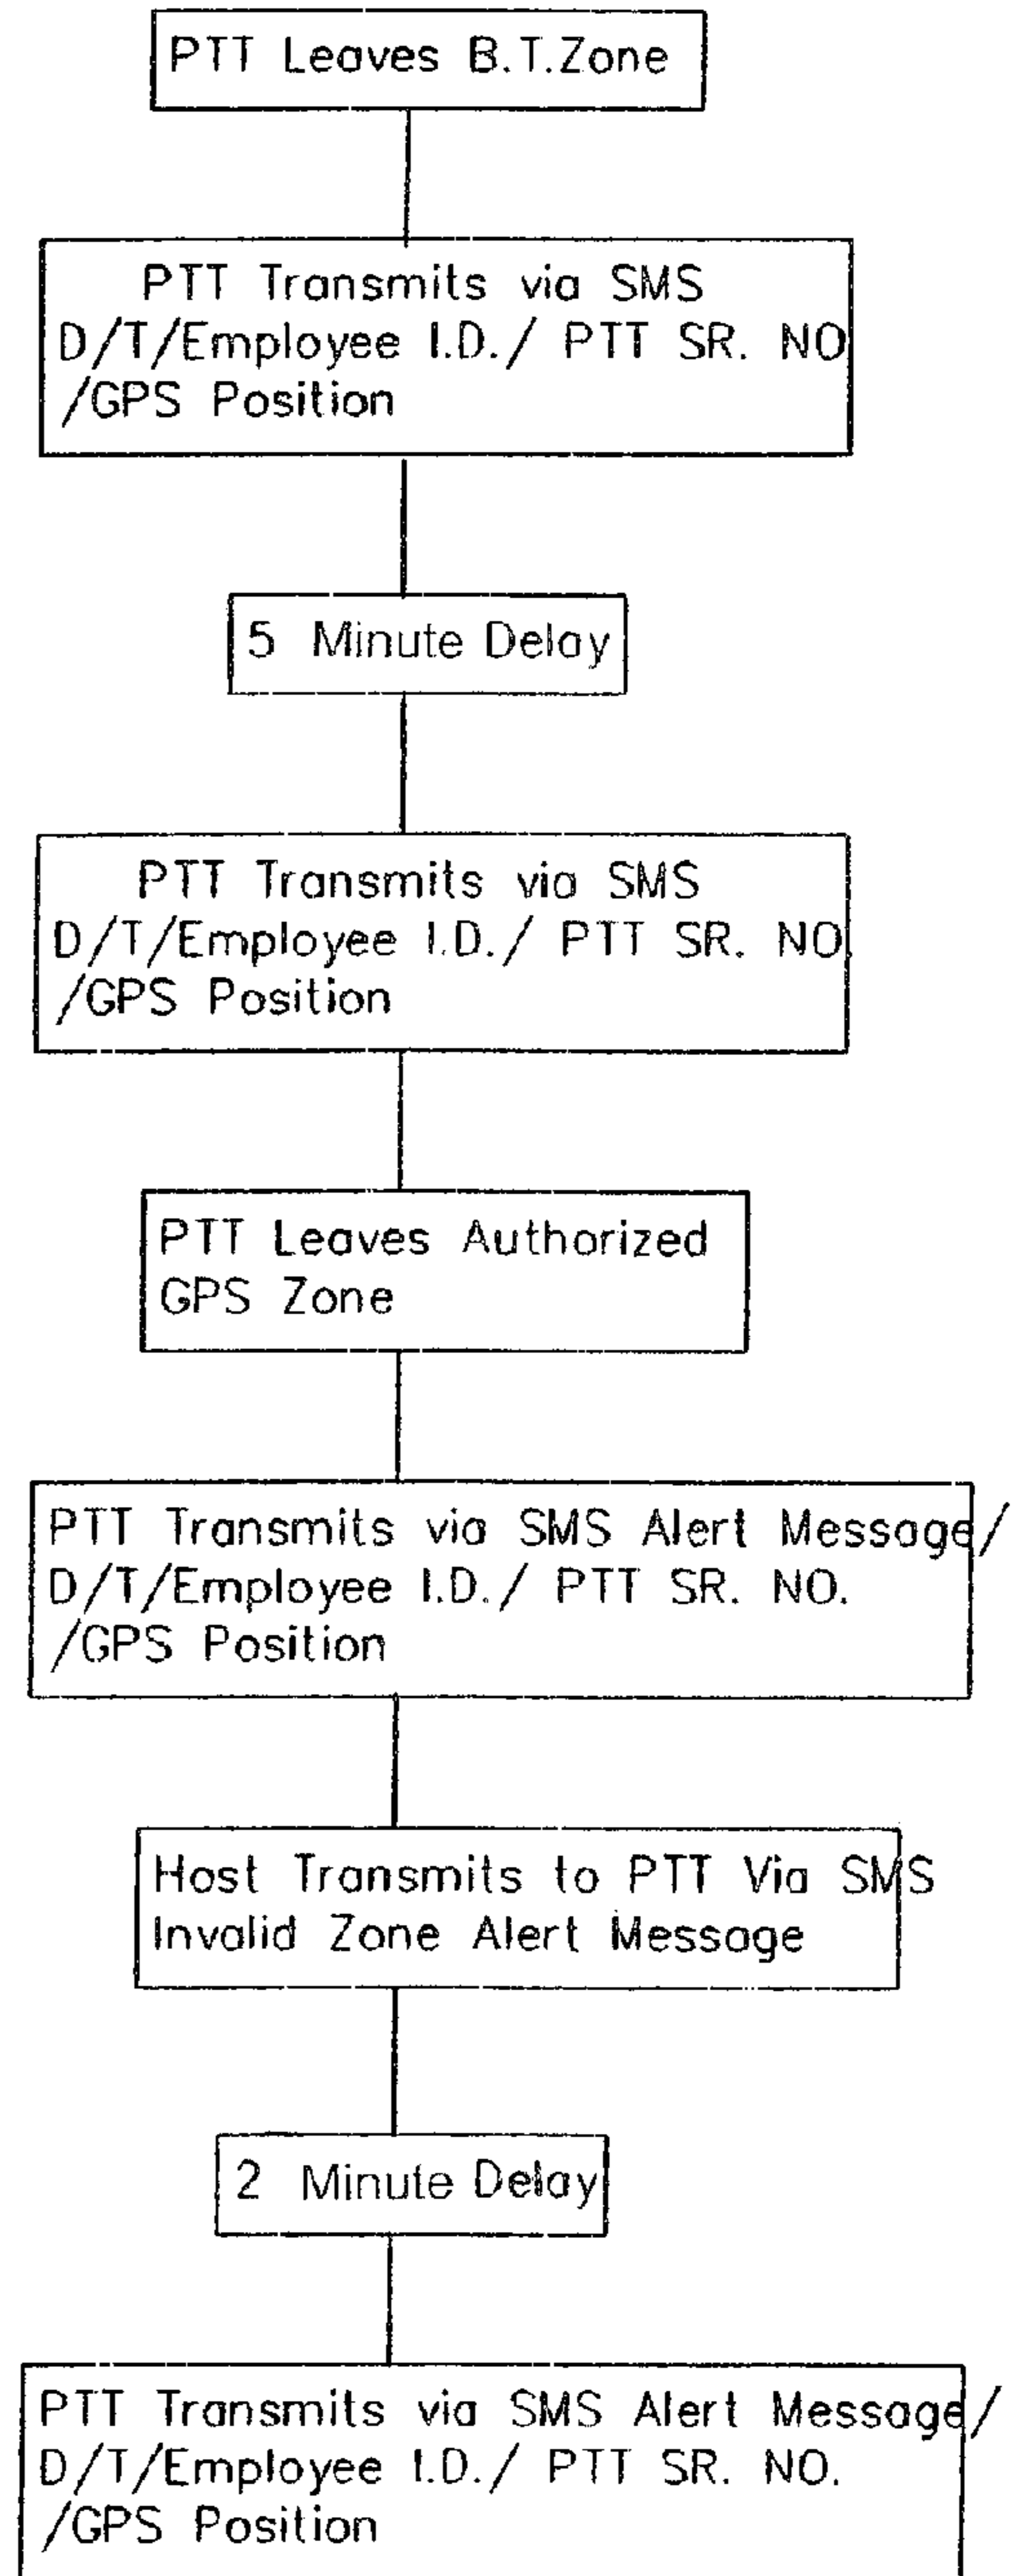 PTT Leaves B.T.Zone
PTT Transmits via SMS
D/T/Employee I.D./ PTT SR. NO
/GPS Position
5 Minute Delay
PTT Transmits via SMS
D/T/Employee I.D./ PTT SR. NO
/GPS Position
PTT Leaves Authorized
GPS Zone
PTT Transmits via SMS Alert Message/
D/T/Employee I.D./ PTT SR. NO.
/GPS Position
Host Transmits to PTT Via SMS
Invalid Zone Alert Message
2 Minute Delay
PTT Transmits via SMS Alert Message/
D/T/Employee I.D./ PTT SR. NO.
/GPS Position